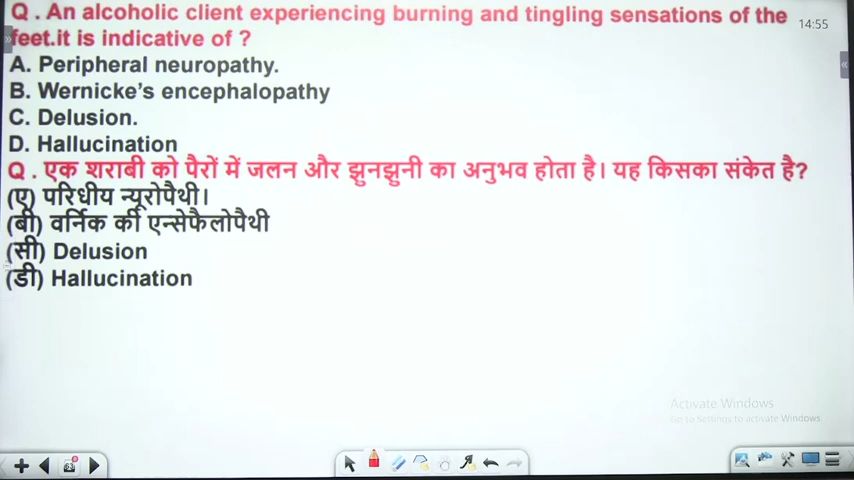 Q . An alcoholic client experiencing burning and tingling sensations of the
feet.it is indicative of ?
14:55
A. Peripheral neuropathy.
B. Wernicke's encephalopathy
C. Delusion.
D. Hallucination
Q . एक शराबी को पैरों में जलन और झुनझुनी का अनुभव होता है। यह किसका संकेत है?
(ए) परिधीय न्यूरोपैथी।
(बी) वर्निक की एन्सेफैलोपैथी
(सी) Delusion
(डी) Hallucination
Activate Windows
Go to Settings to activate Windows